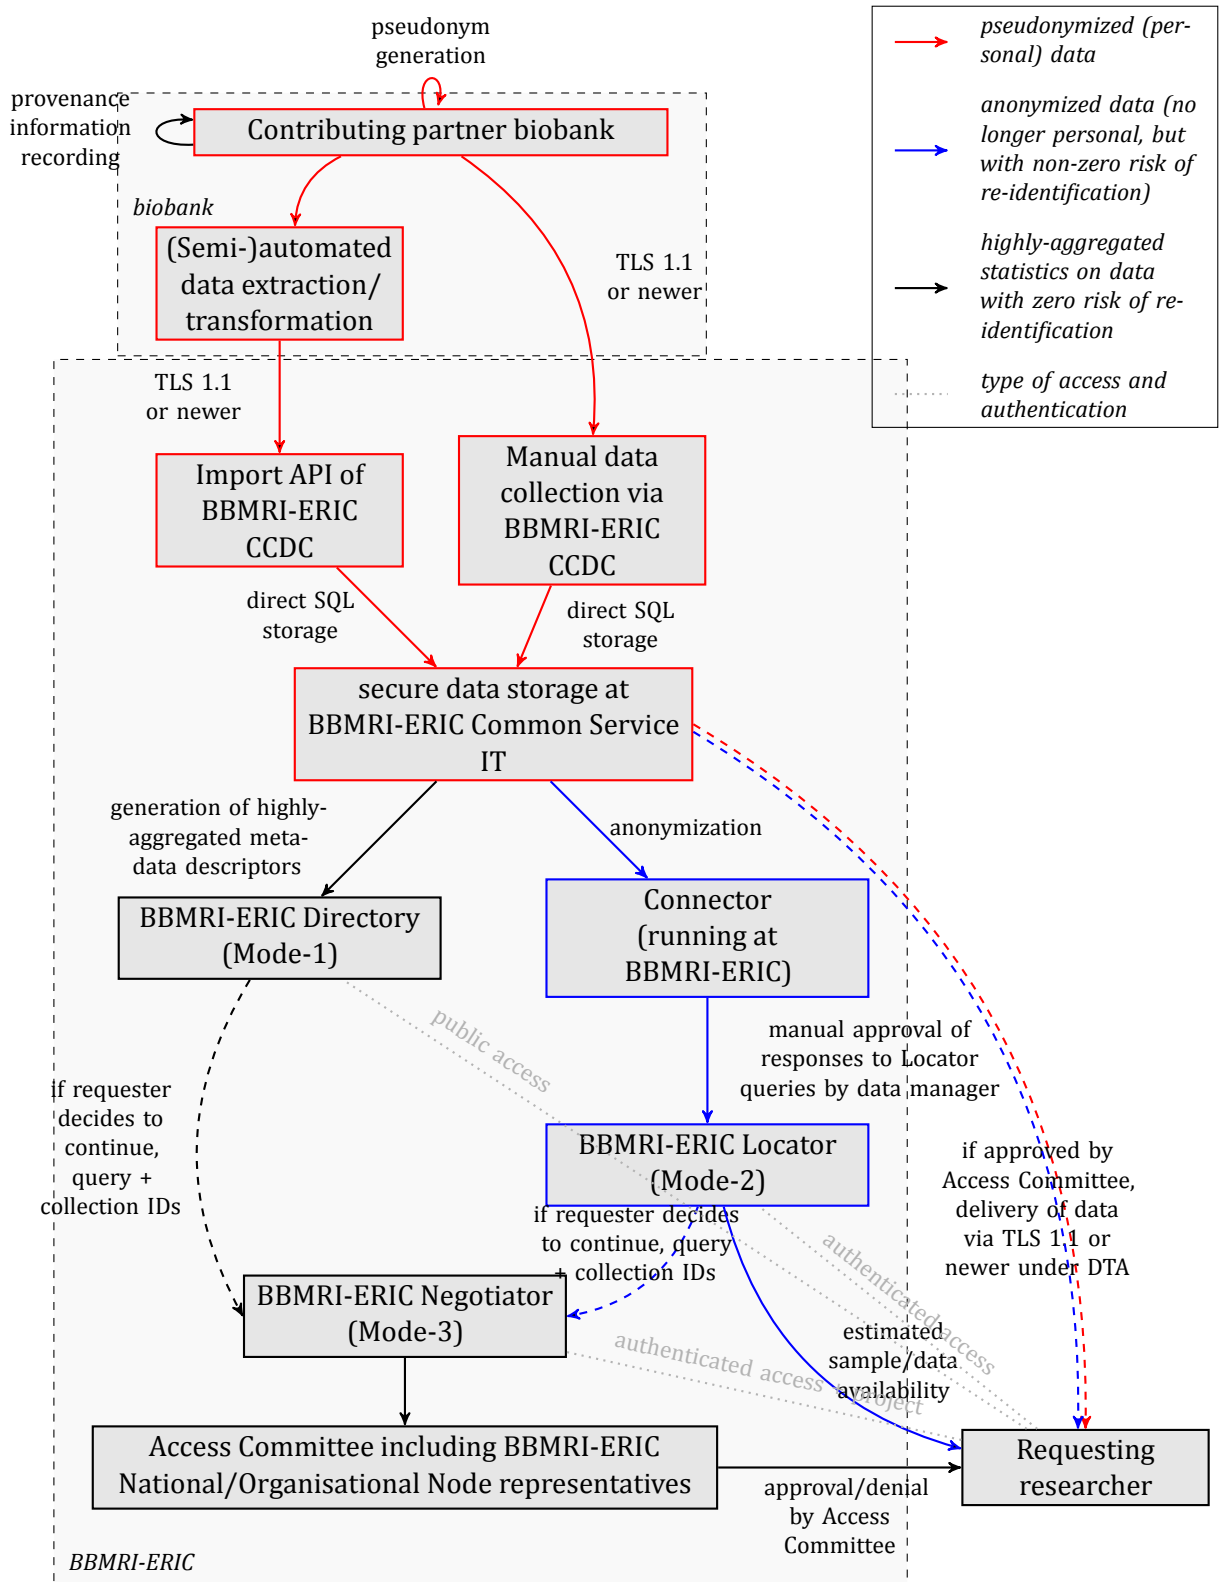 pseudonym
generation
pseudonymized (per-
sonal) data
provenance
information
recording
Contributing partner biobank
anonymized data (no
longer personal, but
with non-zero risk of
re-identification)
biobank
(Semi-)automated
data extraction/
transformation
TLS 1.1
or newer
highly-aggregated
statistics on data
with zero risk of re-
identification
TLS 1.1
or newer
type of access and
authentication
Import API of
BBMRI-ERIC
CCDC
Manual data
collection via
BBMRI-ERIC
CCDC
direct SQL
storage
direct SQL
storage
secure data storage at
BBMRI-ERIC Common Service
IT
generation of highly-
aggregated meta-
data descriptors
anonymization
BBMRI-ERIC Directory
(Mode-1)
Connector
(running at
BBMRI-ERIC)
public access
manual approval of
responses to Locator
queries by data manager
if requester
decides to
continue,
query +
collection IDs
BBMRI-ERIC Locator
(Mode-2)
if approved by
Access Committee,
delivery of data
via TLS 1.1 or
newer under DTA
if requester decides
to continue, query
+ collection IDs
authenticated access
BBMRI-ERIC Negotiator
(Mode-3)
estimated
sample/data
availability
authenticated access + project
Access Committee including BBMRI-ERIC
National/Organisational Node representatives
Requesting
researcher
approval/denial
by Access
Committee
BBMRI-ERIC